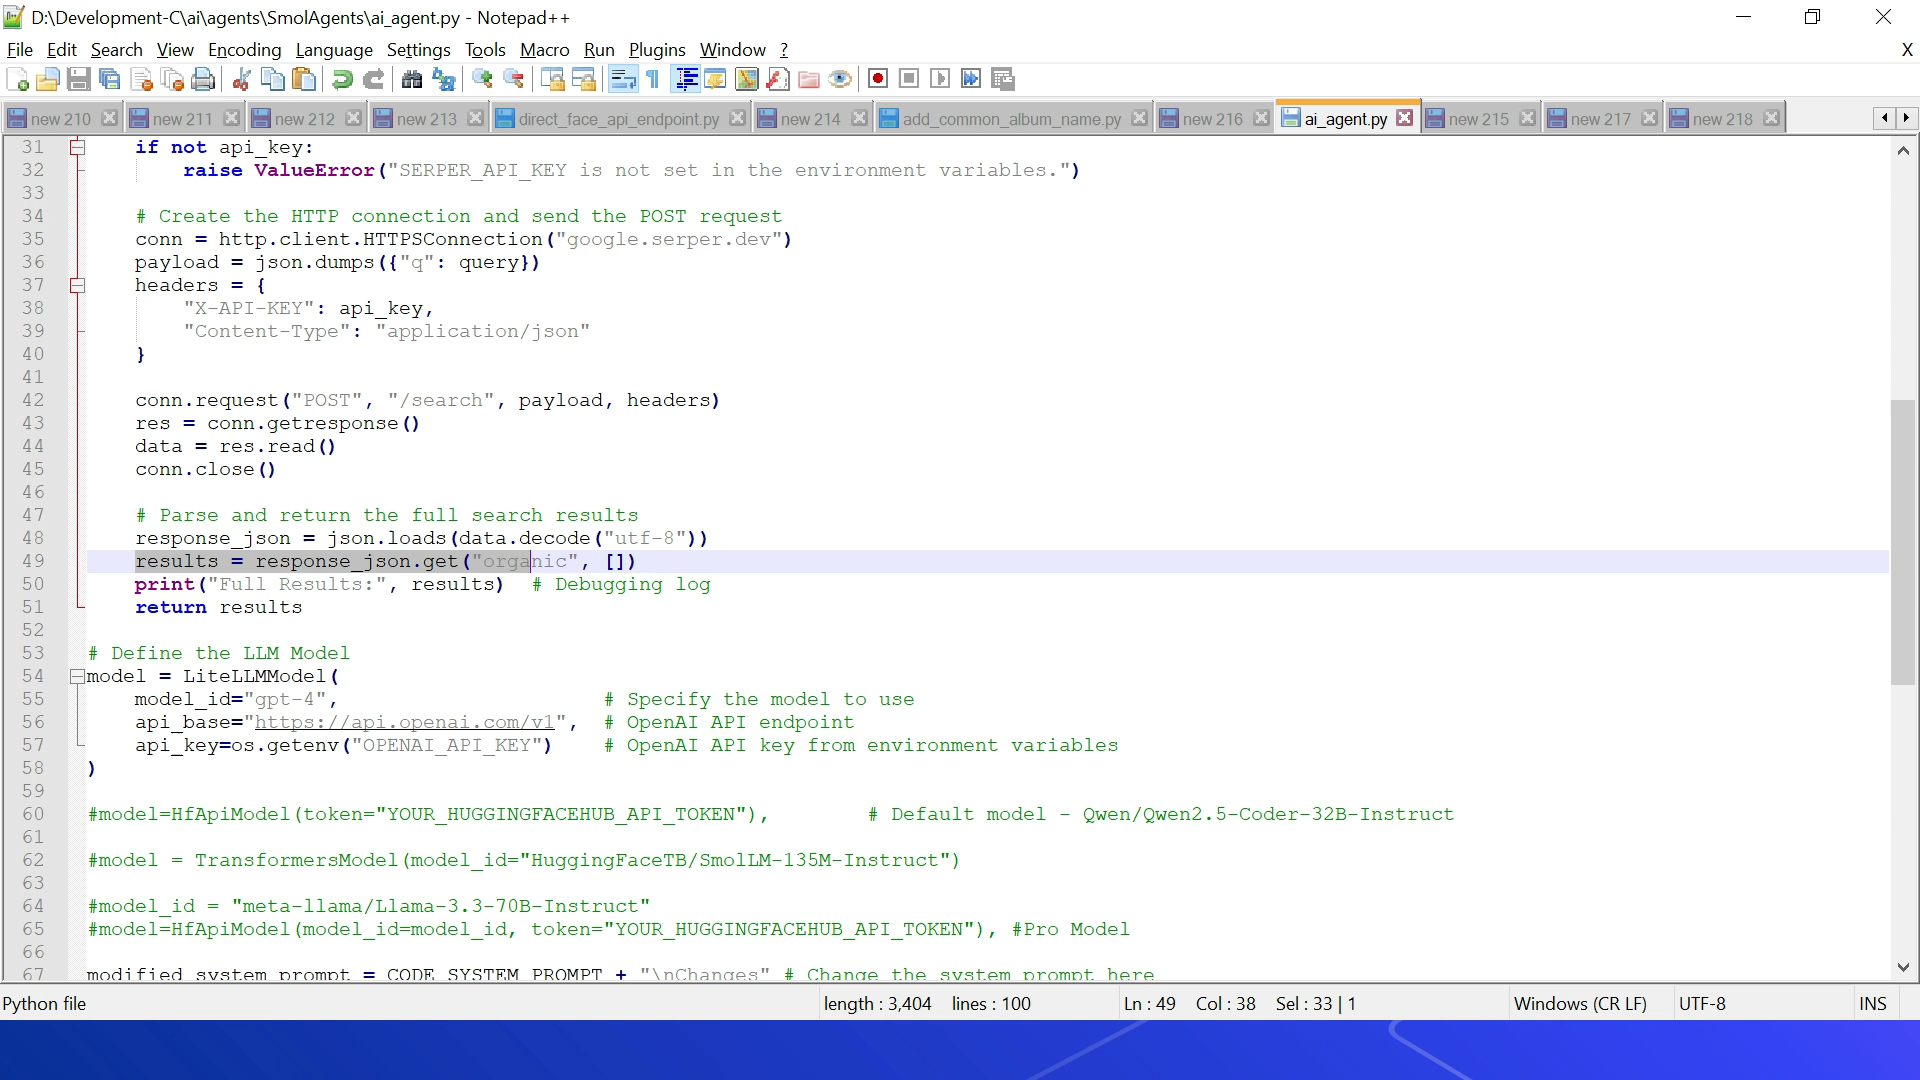 D:\Development-C\ai\agents\SmolAgents\ai_agent.py - Notepad++
File Edit Search View Encoding Language Settings Tools Macro Run Plugins Window ? X
new 210 new 211 new 212 new 213 direct_face_api_endpoint.py new 214 add_common_album_name.py new 216 ai_agent.py new 215 new 217 new 218
31 if not api_key:
32 raise ValueError("SERPER_API_KEY is not set in the environment variables.")
33
34 # Create the HTTP connection and send the POST request
35 conn = http.client.HTTPSConnection("google.serper.dev")
36 payload = json.dumps({"q": query})
37 headers = {
38 "X-API-KEY": api_key,
39 "Content-Type": "application/json"
40 }
41
42 conn.request("POST", "/search", payload, headers)
43 res = conn.getresponse()
44 data = res.read()
45 conn.close()
46
47 # Parse and return the full search results
48 response_json = json.loads(data.decode("utf-8"))
49 results = response_json.get("organic", [])
50 print("Full Results:", results) # Debugging log
51 return results
52
53 # Define the LLM Model
54 model = LiteLLMModel(
55 model_id="gpt-4", # Specify the model to use
56 api_base="https://api.openai.com/v1", # OpenAI API endpoint
57 api_key=os.getenv("OPENAI_API_KEY") # OpenAI API key from environment variables
58 )
59
60 #model=HfApiModel(token="YOUR_HUGGINGFACEHUB_API_TOKEN"), # Default model - Qwen/Qwen2.5-Coder-32B-Instruct
61
62 #model = TransformersModel(model_id="HuggingFaceTB/SmolLM-135M-Instruct")
63
64 #model_id = "meta-llama/Llama-3.3-70B-Instruct"
65 #model=HfApiModel(model_id=model_id, token="YOUR_HUGGINGFACEHUB_API_TOKEN"), #Pro Model
66
67 modified_system_prompt = CODE_SYSTEM_PROMPT + "\nChanges" # Change the system prompt here
Python file length : 3,404 lines : 100 Ln : 49 Col : 38 Sel : 33 | 1 Windows (CR LF) UTF-8 INS